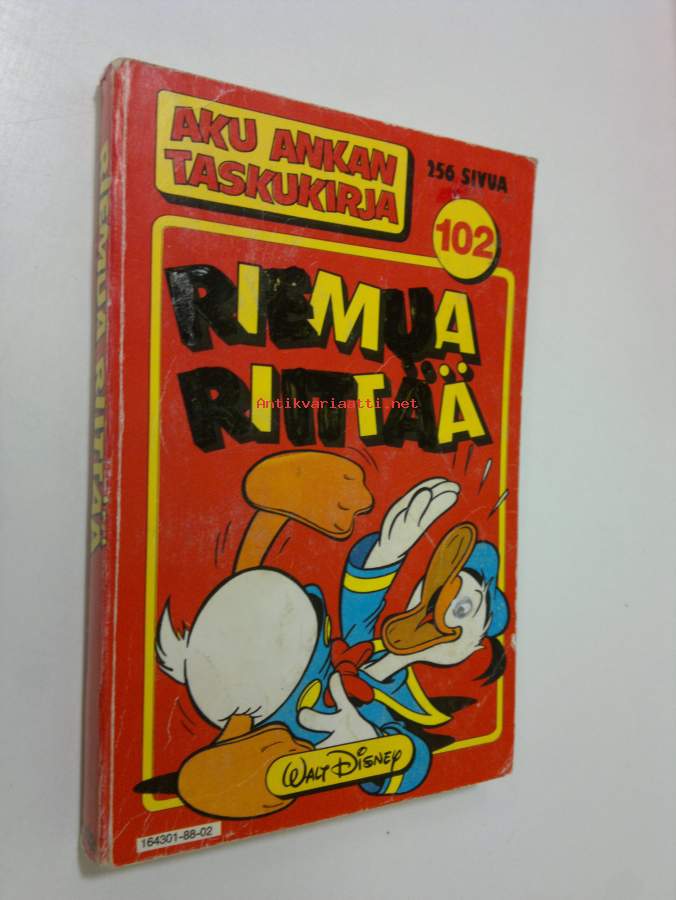 AKU ANKAN
TASKUKIRJA
256 SIVUA
102
RIEMUA
RIITTÄÄ
Antikvariaatti.net
WALT DISNEY
164301-88-02
RIEMUA RIITTÄÄ